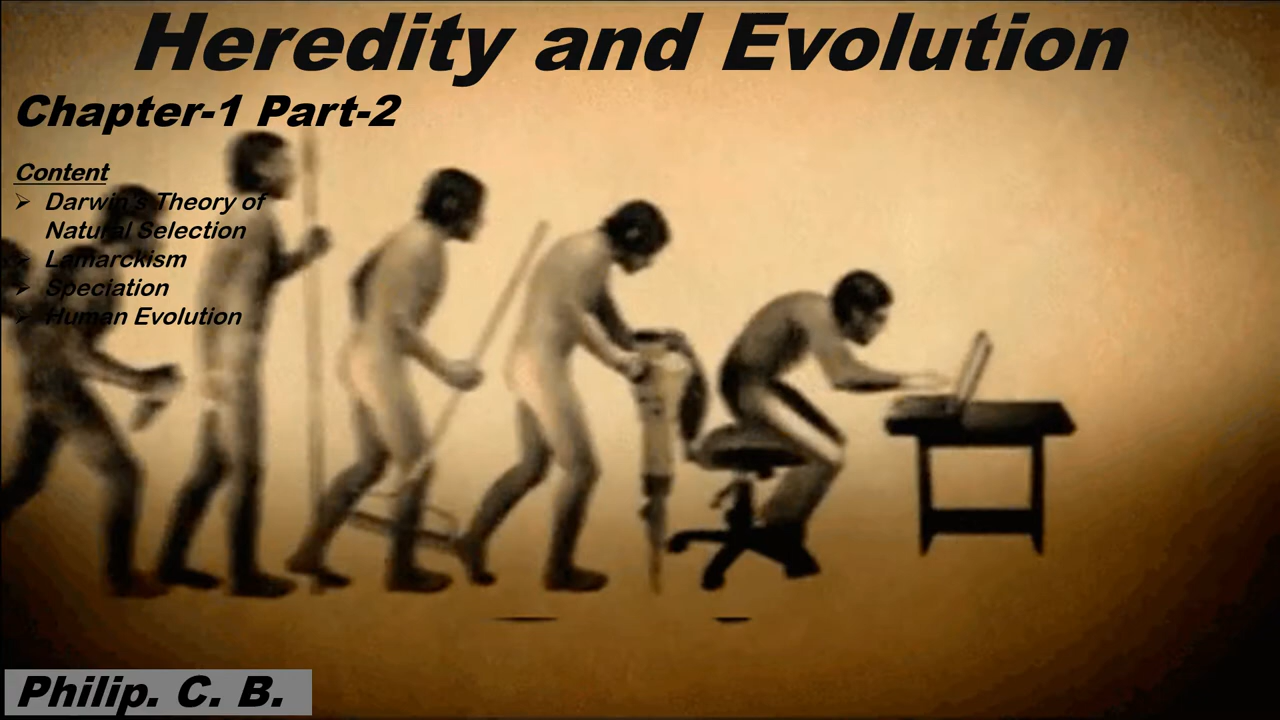 Heredity and Evolution
Chapter-1 Part-2
Content
➢ Darwin's Theory of
Natural Selection
➢ Lamarckism
➢ Speciation
➢ Human Evolution
Philip. C. B.